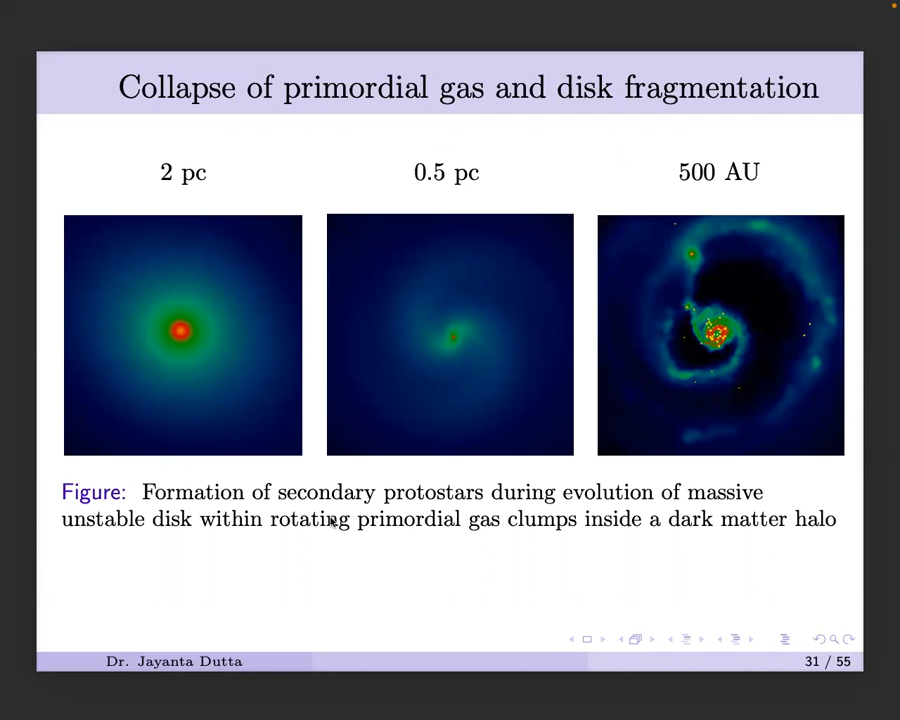 Collapse of primordial gas and disk fragmentation
2 pc 0.5 pc 500 AU
Figure: Formation of secondary protostars during evolution of massive
unstable disk within rotating primordial gas clumps inside a dark matter halo
Dr. Jayanta Dutta 31 / 55